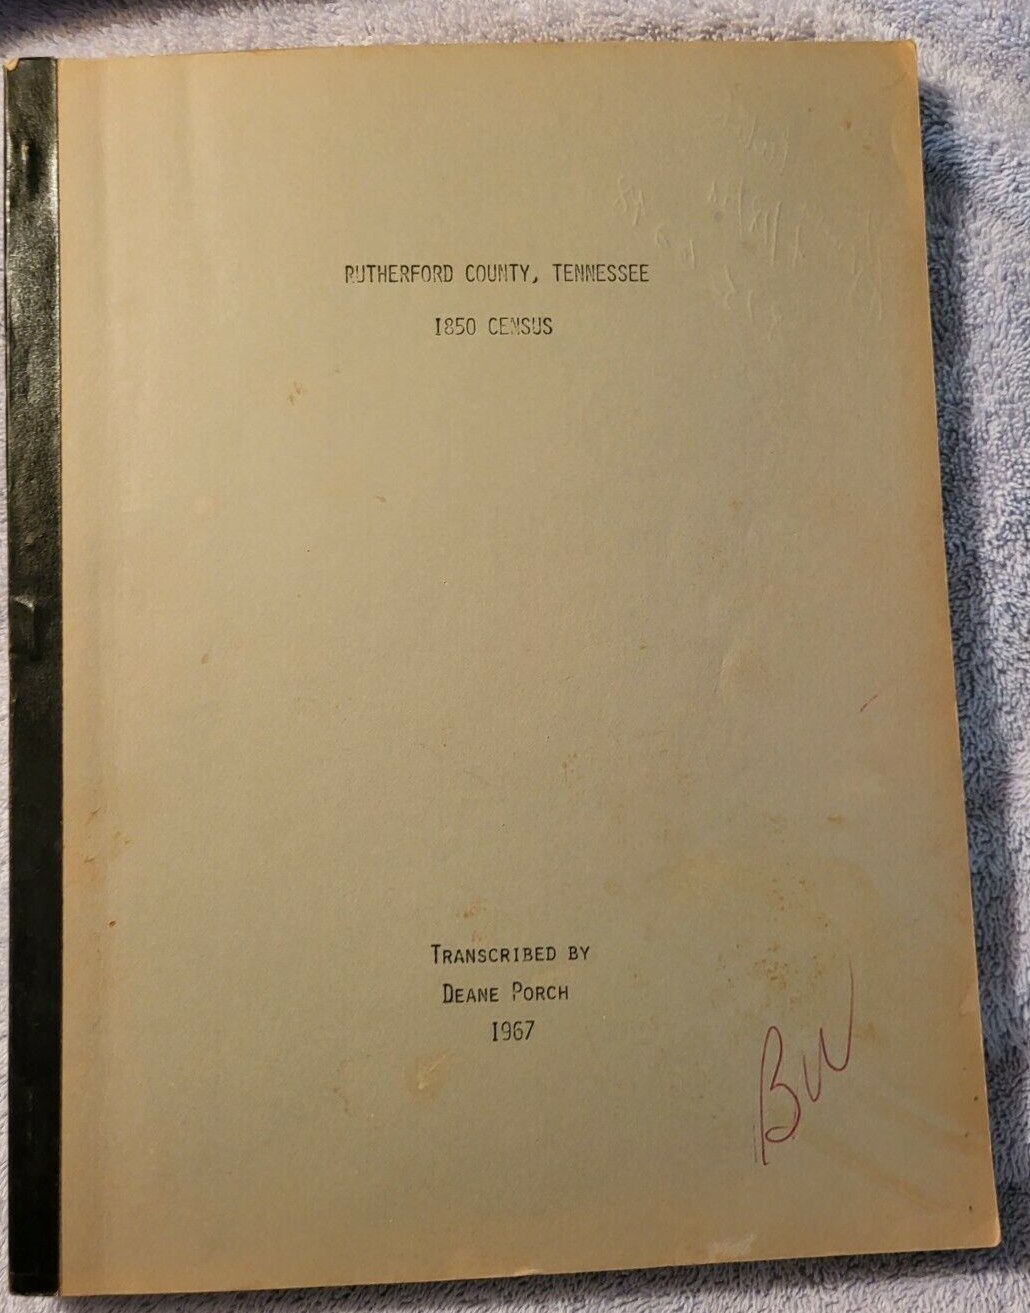 RUTHERFORD COUNTY, TENNESSEE
1850 CENSUS
TRANSCRIBED BY
DEANE PORCH
1967
BW